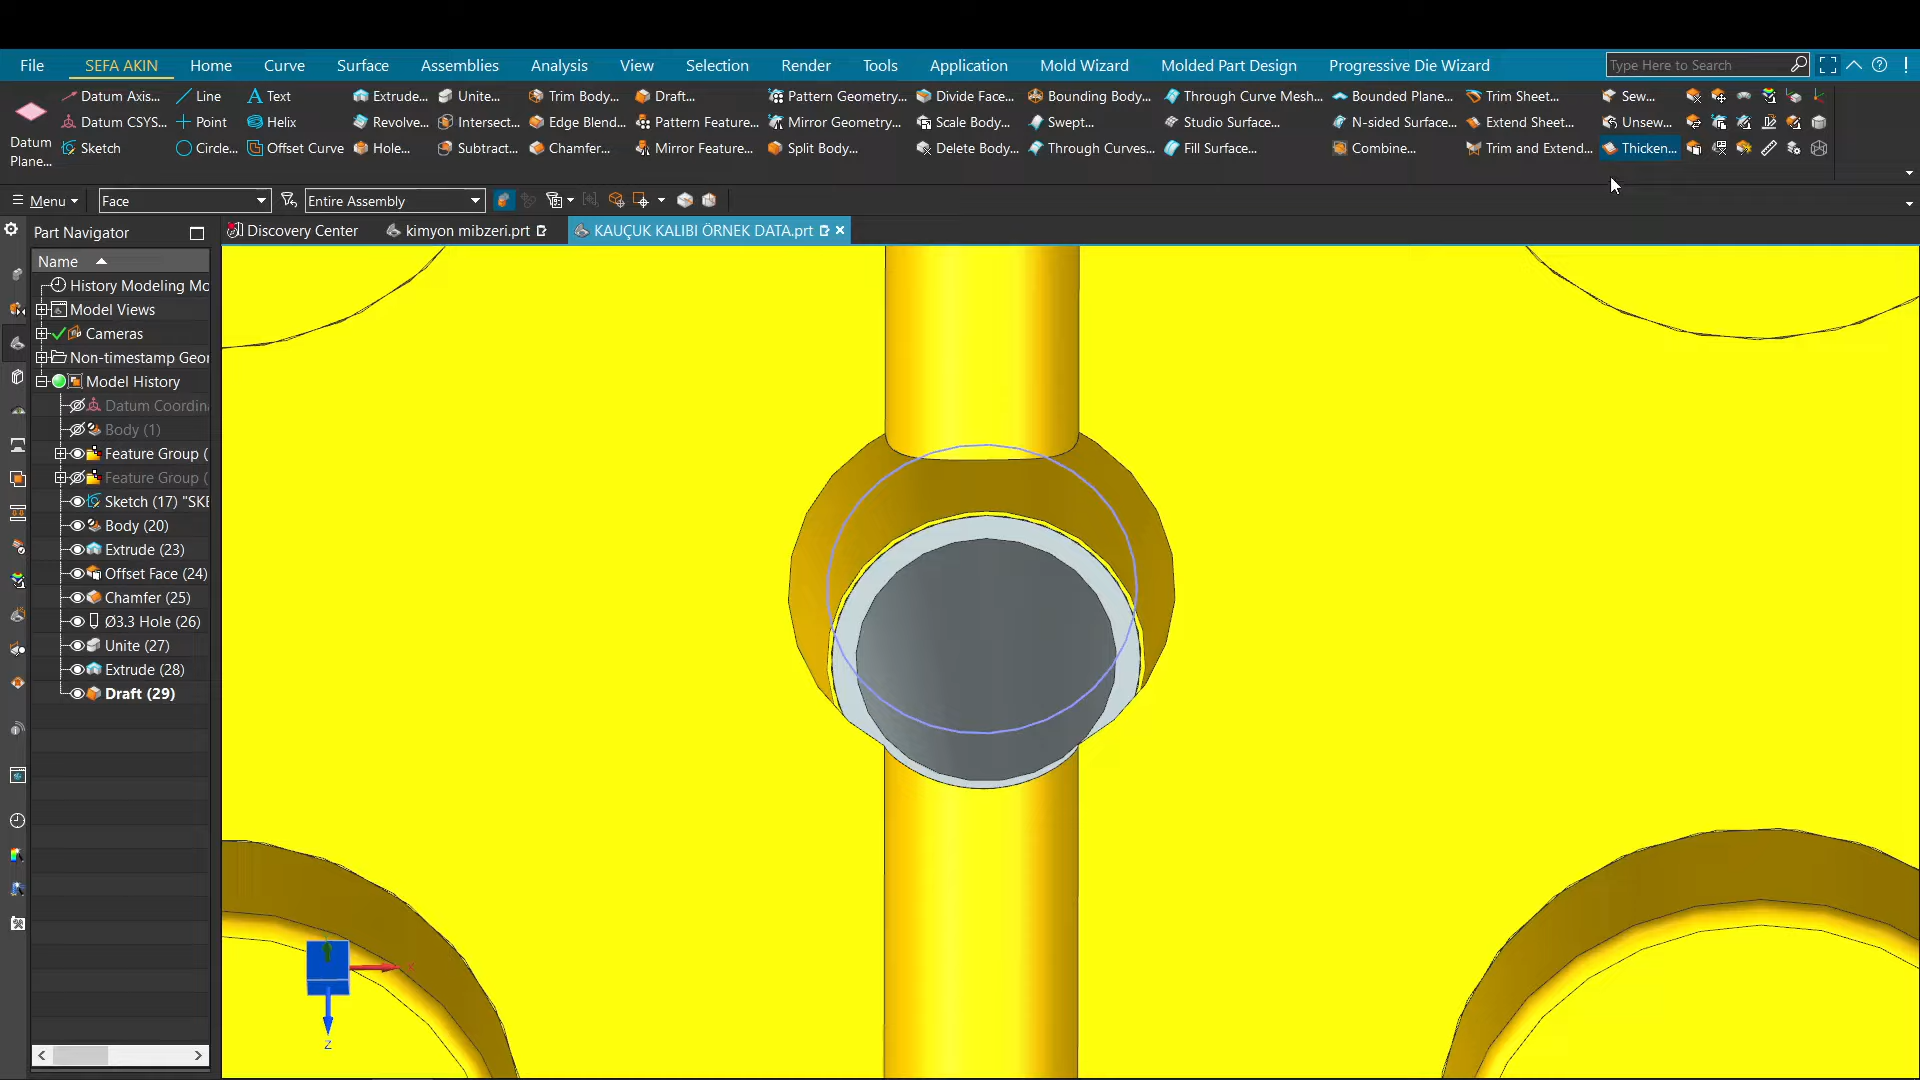 File SEFA AKIN Home Curve Surface Assemblies Analysis View Selection Render Tools Application Mold Wizard Molded Part Design Progressive Die Wizard Type Here to Search
Datum Axis... Line Text Extrude... Unite... Trim Body... Draft... Pattern Geometry... Divide Face... Bounding Body... Through Curve Mesh... Bounded Plane... Trim Sheet... Sew...
Datum CSYS... Point Helix Revolve... Intersect... Edge Blend... Pattern Feature... Mirror Geometry... Scale Body... Swept... Studio Surface... N-sided Surface... Extend Sheet... Unsew...
Datum Plane... Sketch Circle... Offset Curve Hole... Subtract... Chamfer... Mirror Feature... Split Body... Delete Body... Through Curves... Fill Surface... Combine... Trim and Extend... Thicken...
Menu Face Entire Assembly
Part Navigator Discovery Center kimyon mibzeri.prt KAUÇUK KALIBI ÖRNEK DATA.prt
Name
History Modeling Mo
Model Views
Cameras
Non-timestamp Geor
Model History
Datum Coordin
Body (1)
Feature Group (
Feature Group (
Sketch (17) "SKE
Body (20)
Extrude (23)
Offset Face (24)
Chamfer (25)
Ø3.3 Hole (26)
Unite (27)
Extrude (28)
Draft (29)
Z